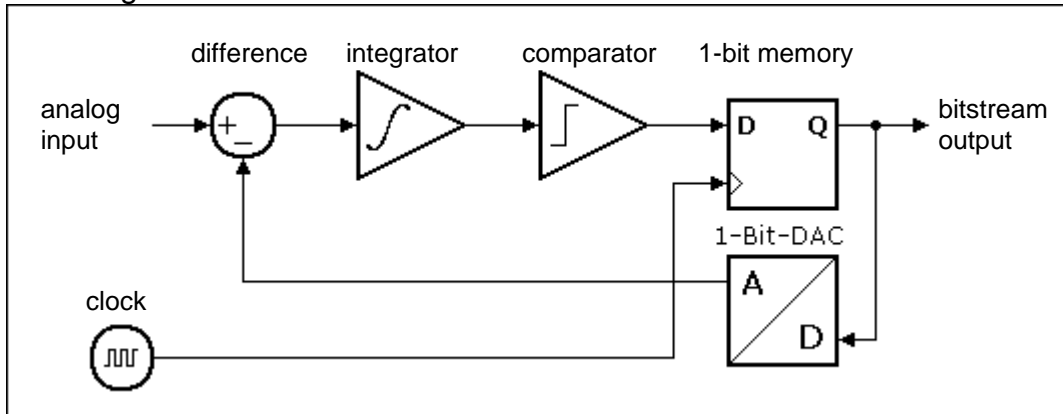 difference
integrator
comparator
1-bit memory
analog
input
+
−
D
Q
bitstream
output
1-Bit-DAC
A
D
clock